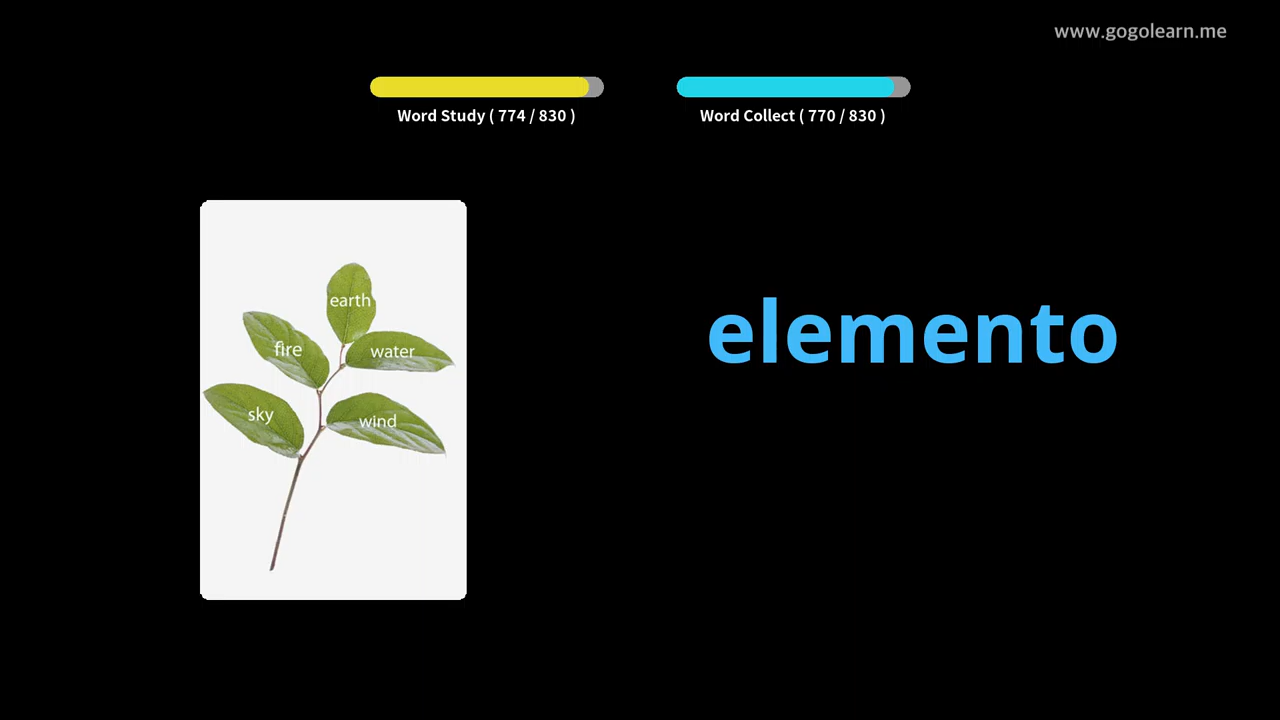 www.gogolearn.me
Word Study ( 774 / 830 )
Word Collect ( 770 / 830 )
earth
fire
water
sky
wind
elemento